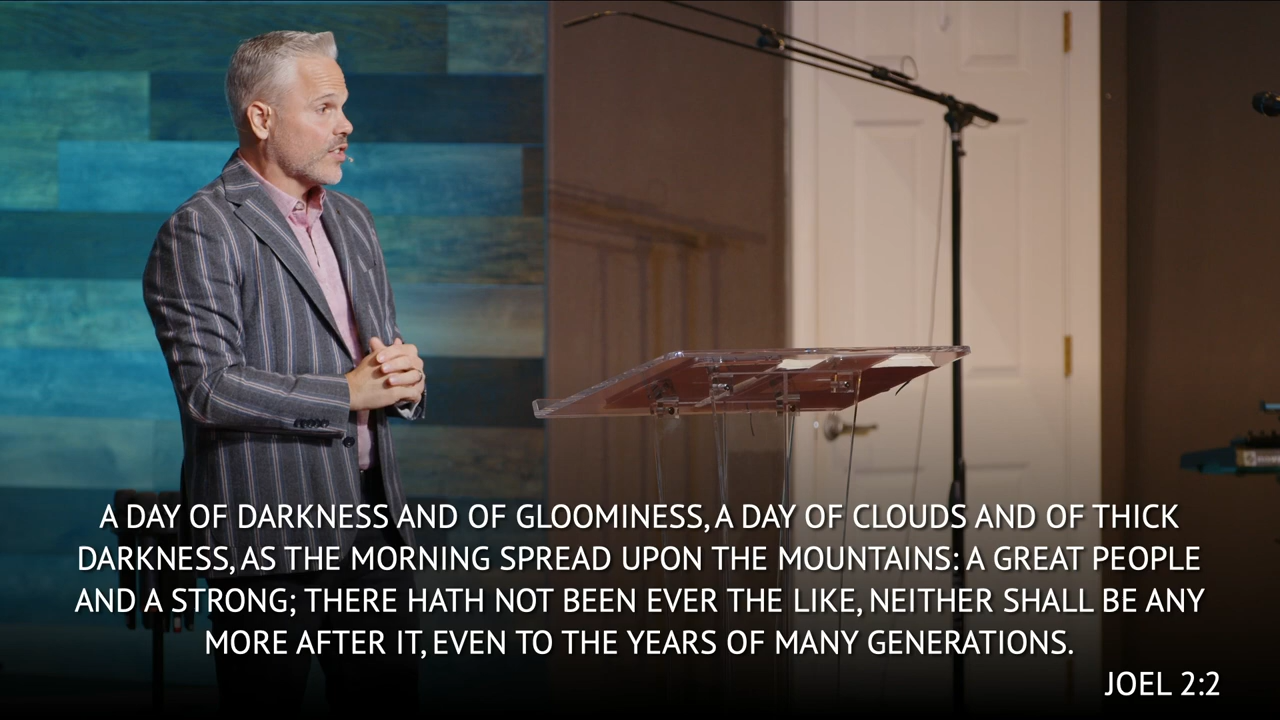 A DAY OF DARKNESS AND OF GLOOMINESS, A DAY OF CLOUDS AND OF THICK
DARKNESS, AS THE MORNING SPREAD UPON THE MOUNTAINS: A GREAT PEOPLE
AND A STRONG; THERE HATH NOT BEEN EVER THE LIKE, NEITHER SHALL BE ANY
MORE AFTER IT, EVEN TO THE YEARS OF MANY GENERATIONS.
JOEL 2:2